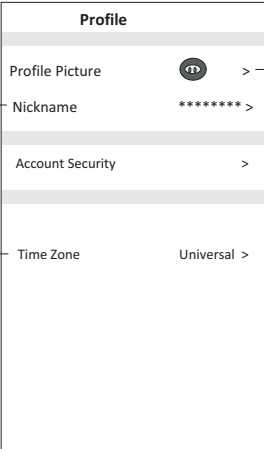 Profile
Profile Picture >
Nickname ******** >
Account Security >
Time Zone Universal >